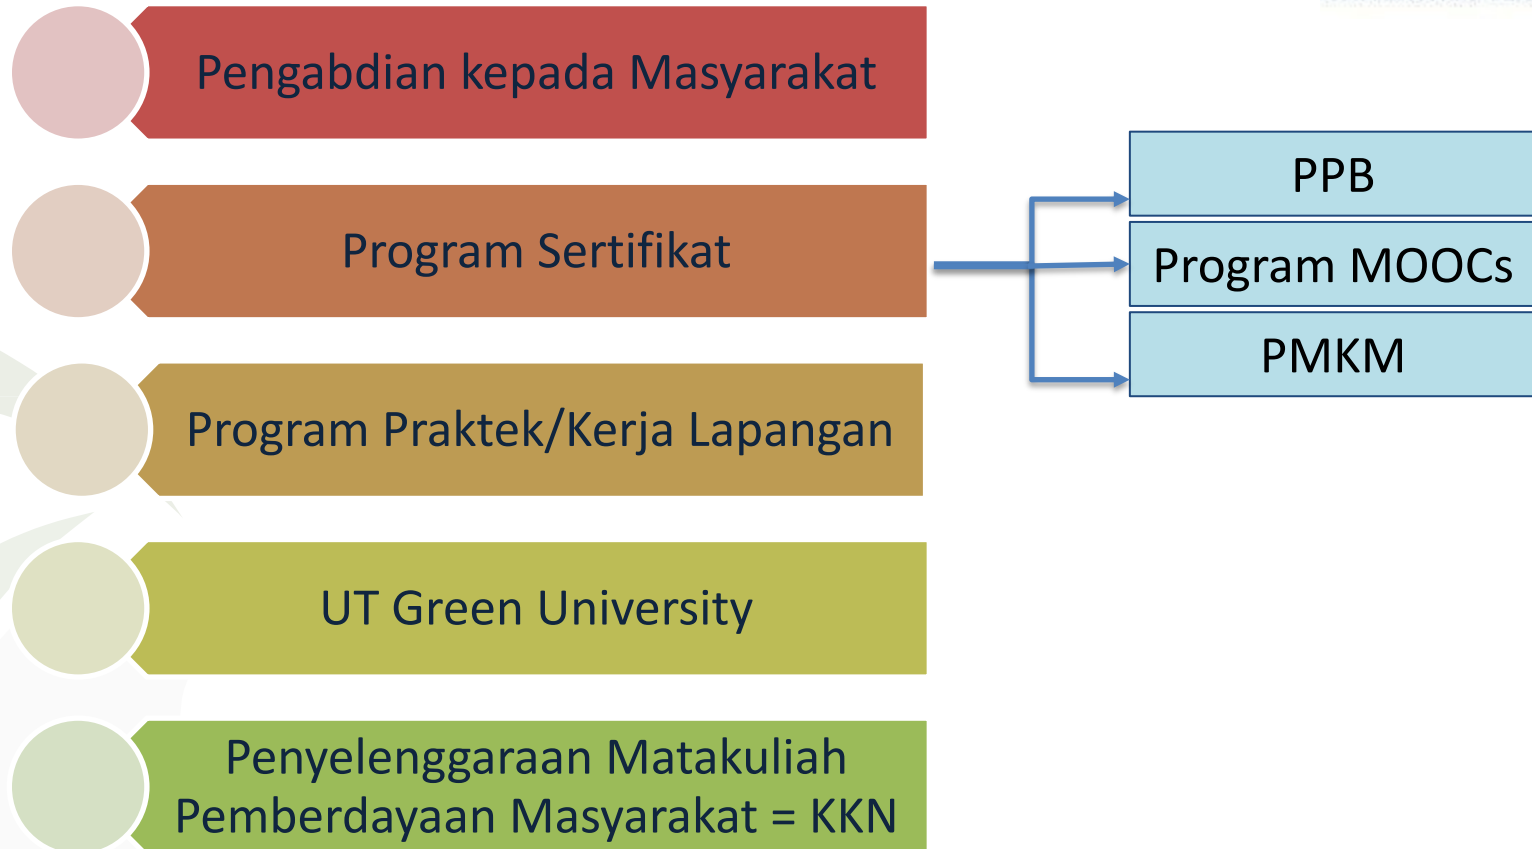 Pengabdian kepada Masyarakat
Program Sertifikat
PPB
Program MOOCs
PMKM
Program Praktek/Kerja Lapangan
UT Green University
Penyelenggaraan Matakuliah
Pemberdayaan Masyarakat = KKN